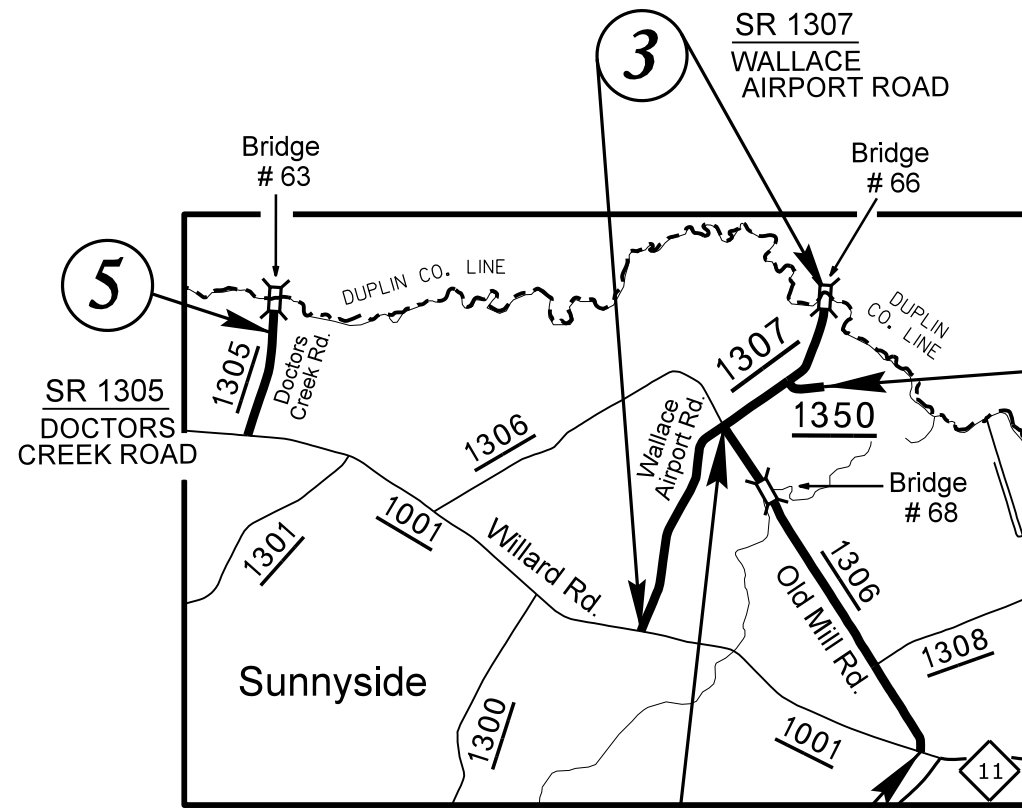 3
SR 1307
WALLACE
AIRPORT ROAD
Bridge
# 63
Bridge
# 66
5
DUPLIN CO. LINE
DUPLIN
CO. LINE
1305
Doctors
Creek Rd.
1307
SR 1305
DOCTORS
CREEK ROAD
1306
Wallace
Airport Rd.
1350
Bridge
# 68
1301
1001
Willard Rd.
1306
Old Mill Rd.
1308
Sunnyside
1300
1001
11